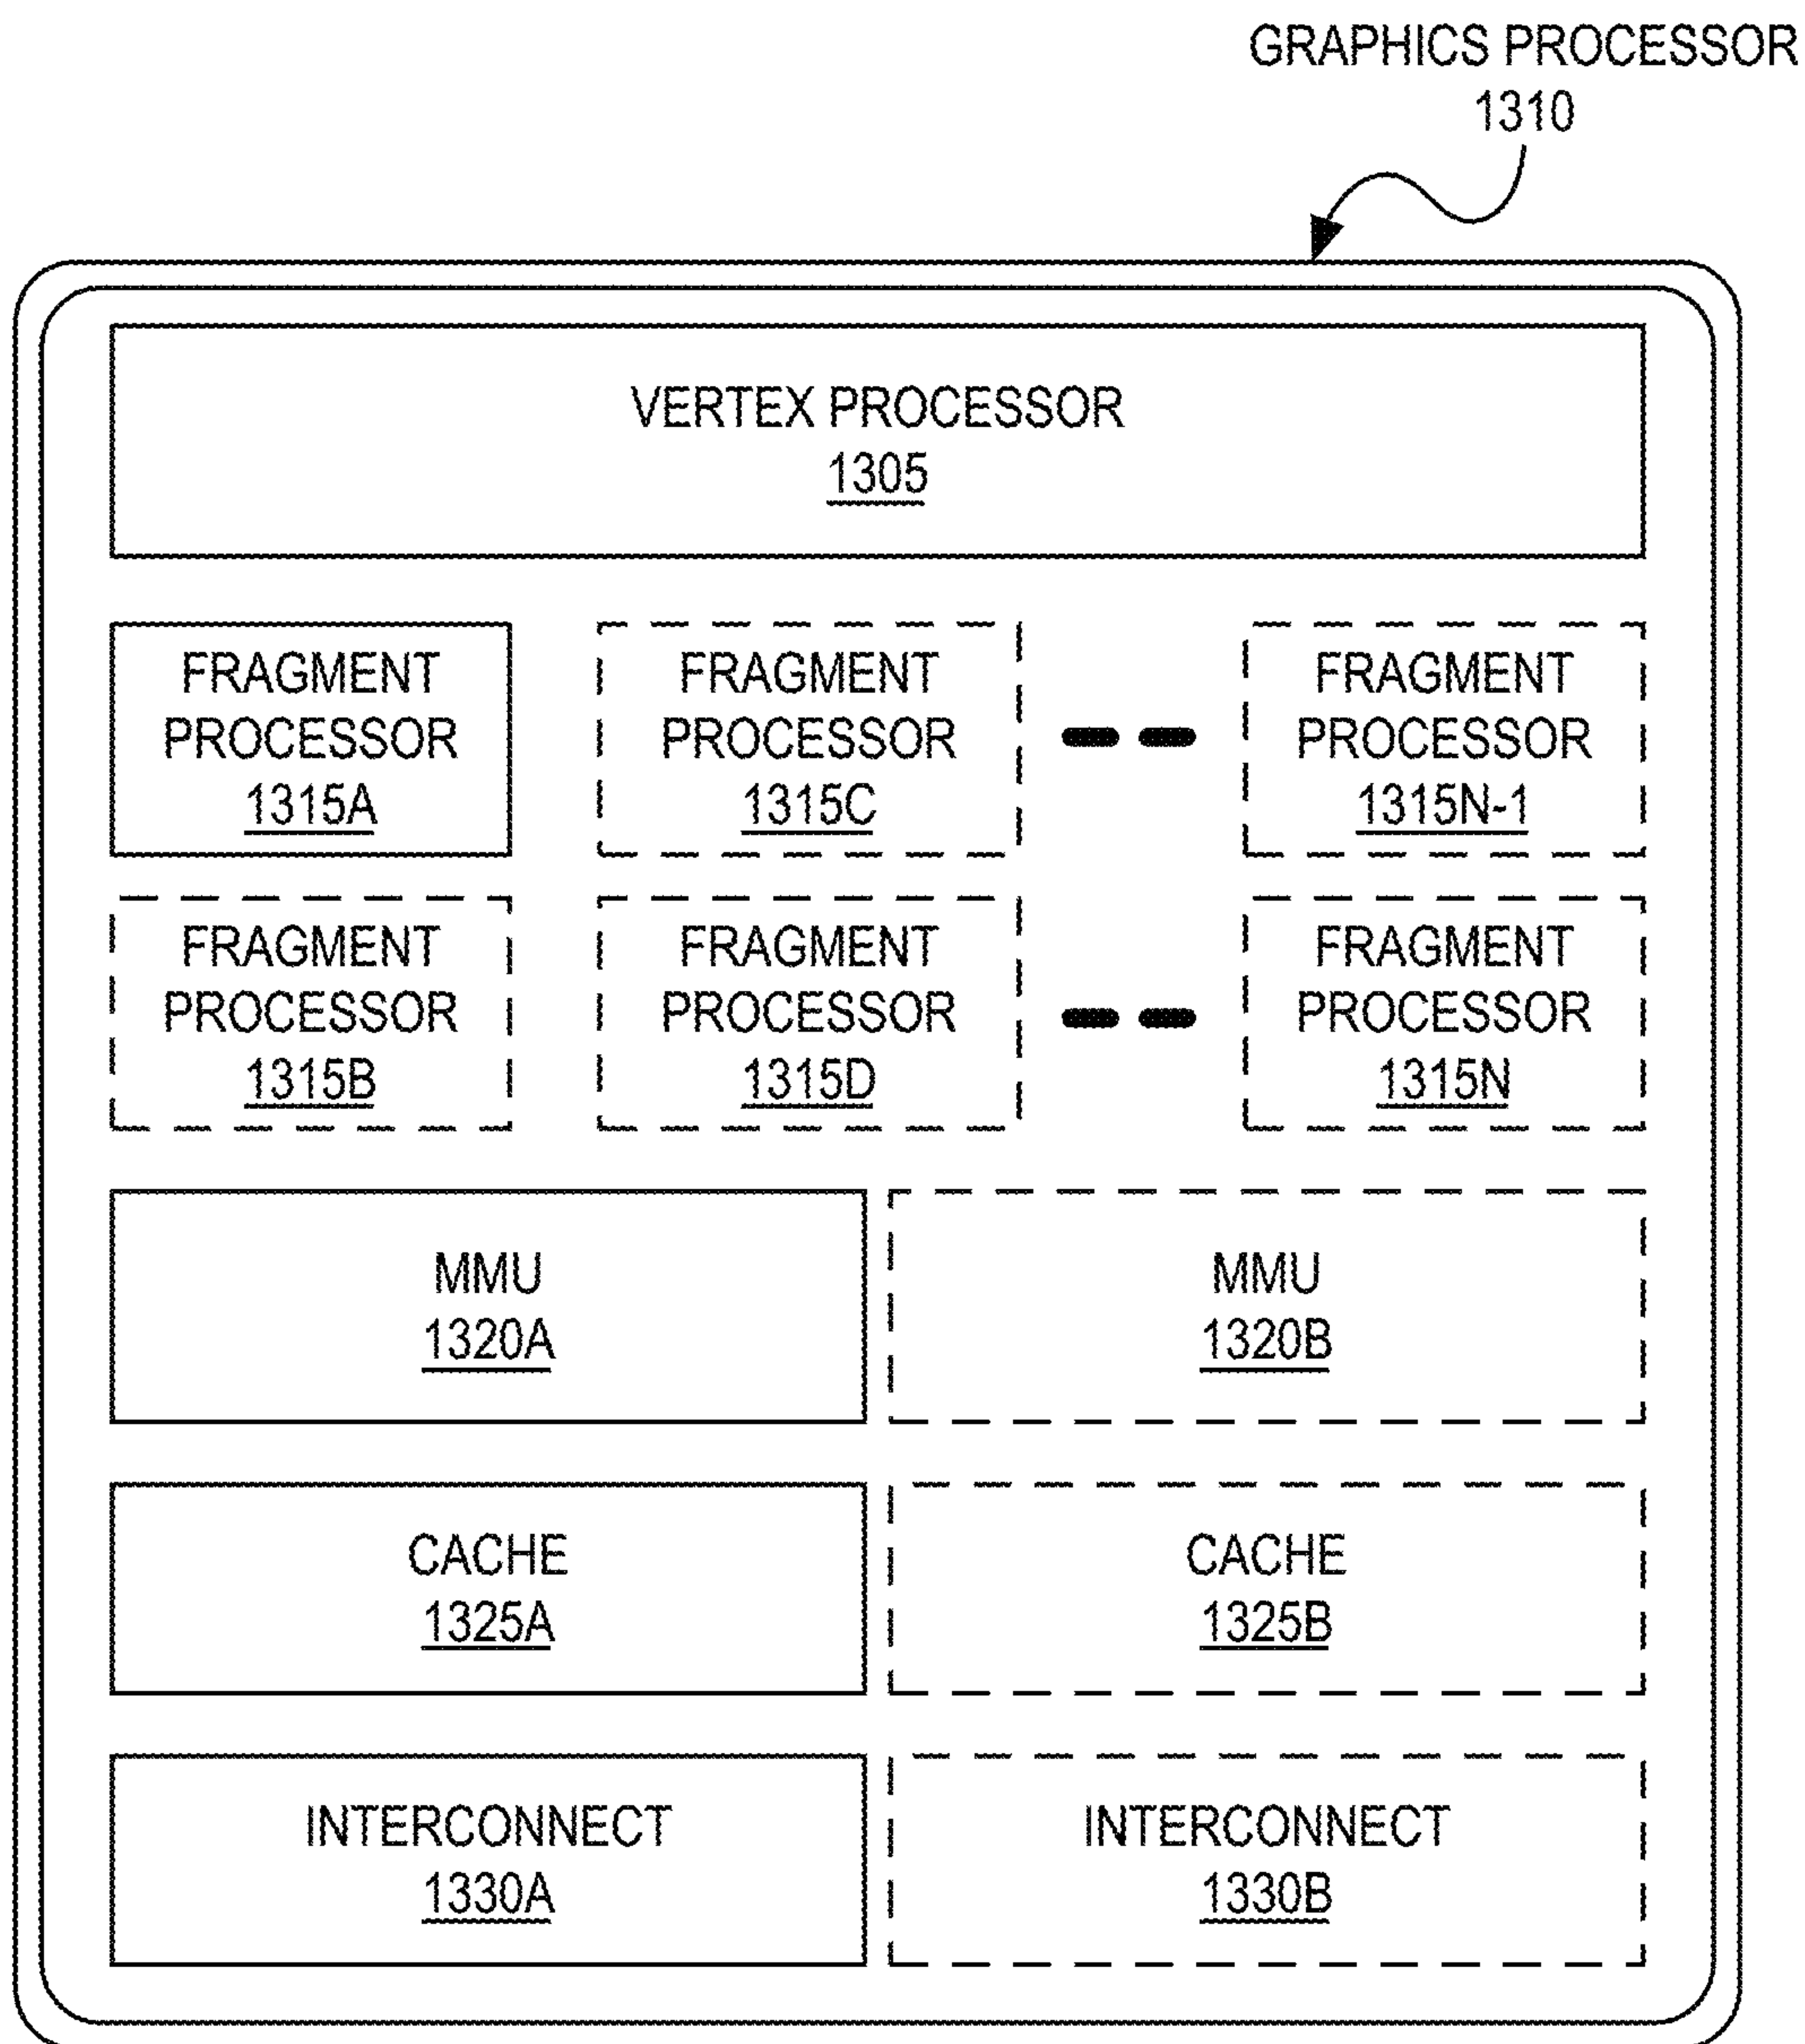 GRAPHICS PROCESSOR
1310
VERTEX PROCESSOR
1305
FRAGMENT
PROCESSOR
1315A
FRAGMENT
PROCESSOR
1315C
FRAGMENT
PROCESSOR
1315N-1
FRAGMENT
PROCESSOR
1315B
FRAGMENT
PROCESSOR
1315D
FRAGMENT
PROCESSOR
1315N
MMU
1320A
MMU
1320B
CACHE
1325A
CACHE
1325B
INTERCONNECT
1330A
INTERCONNECT
1330B